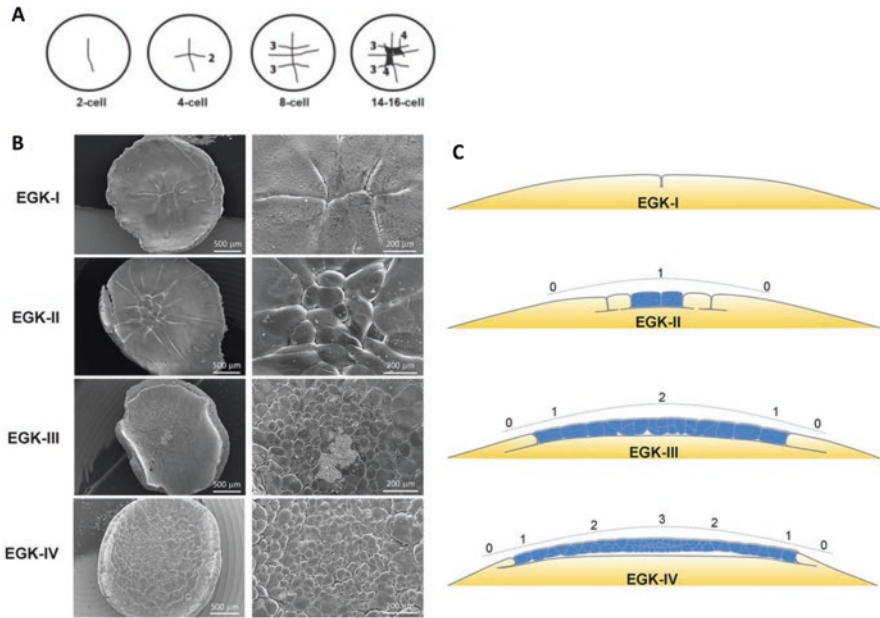 A
2
3
3
4
3
3
4
2-cell
4-cell
8-cell
14-16-cell
B
EGK-I
500 µm
200 µm
EGK-II
500 µm
200 µm
EGK-III
500 µm
200 µm
EGK-IV
500 µm
200 µm
C
EGK-I
0 1 0
EGK-II
0 1 2 1 0
EGK-III
0 1 2 3 2 1 0
EGK-IV